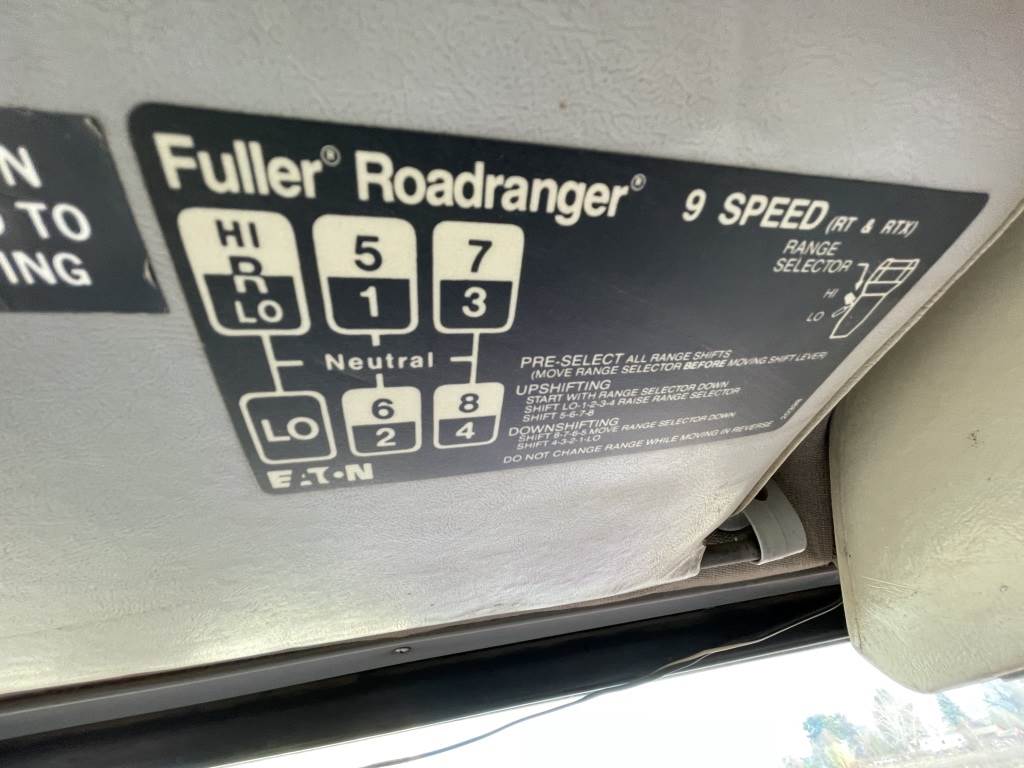 N
TO
ING
Fuller® Roadranger® 9 SPEED (RT & RTX)
HI
R
LO
5
1
7
3
Neutral
LO
6
2
8
4
RANGE
SELECTOR
HI
LO
PRE-SELECT ALL RANGE SHIFTS
(MOVE RANGE SELECTOR BEFORE MOVING SHIFT LEVER)
UPSHIFTING
START WITH RANGE SELECTOR DOWN
SHIFT LO-1-2-3-4 RAISE RANGE SELECTOR
SHIFT 5-6-7-8
DOWNSHIFTING
SHIFT 8-7-6-5 MOVE RANGE SELECTOR DOWN
SHIFT 4-3-2-1-LO
DO NOT CHANGE RANGE WHILE MOVING IN REVERSE
EATON